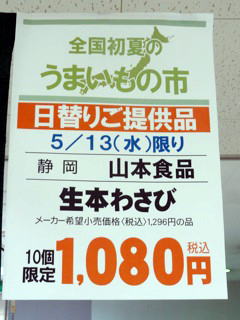 全国初夏の
うまいもの市
日替りご提供品
5/13(水)限り
静岡 山本食品
生本わさび
メーカー希望小売価格〈税込〉1,296円の品
10個限定 1,080円 税込